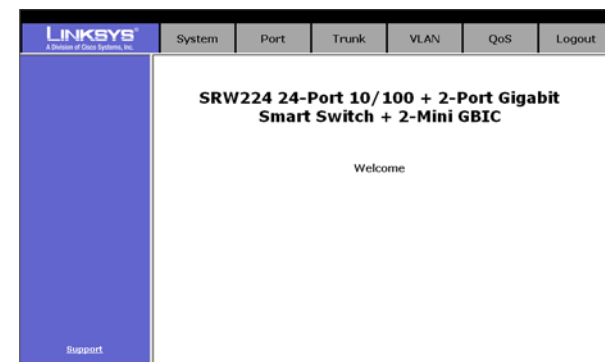 LINKSYS®
A Division of Cisco Systems, Inc.
System Port Trunk VLAN QoS Logout
SRW224 24-Port 10/100 + 2-Port Gigabit
Smart Switch + 2-Mini GBIC
Welcome
Support